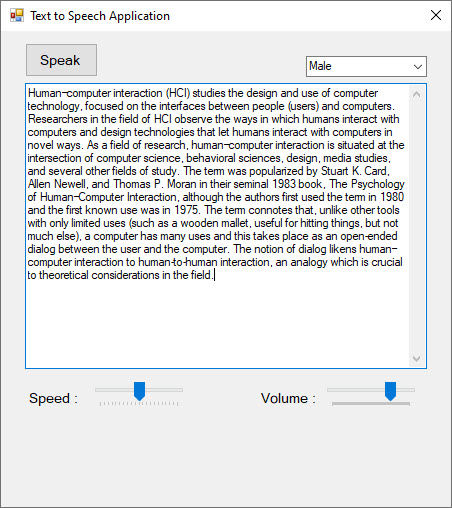 Text to Speech Application
Speak
Male
Human-computer interaction (HCI) studies the design and use of computer
technology, focused on the interfaces between people (users) and computers.
Researchers in the field of HCI observe the ways in which humans interact with
computers and design technologies that let humans interact with computers in
novel ways. As a field of research, human-computer interaction is situated at the
intersection of computer science, behavioral sciences, design, media studies,
and several other fields of study. The term was popularized by Stuart K. Card,
Allen Newell, and Thomas P. Moran in their seminal 1983 book, The Psychology
of Human-Computer Interaction, although the authors first used the term in 1980
and the first known use was in 1975. The term connotes that, unlike other tools
with only limited uses (such as a wooden mallet, useful for hitting things, but not
much else), a computer has many uses and this takes place as an open-ended
dialog between the user and the computer. The notion of dialog likens human-
computer interaction to human-to-human interaction, an analogy which is crucial
to theoretical considerations in the field.
Speed :
Volume :